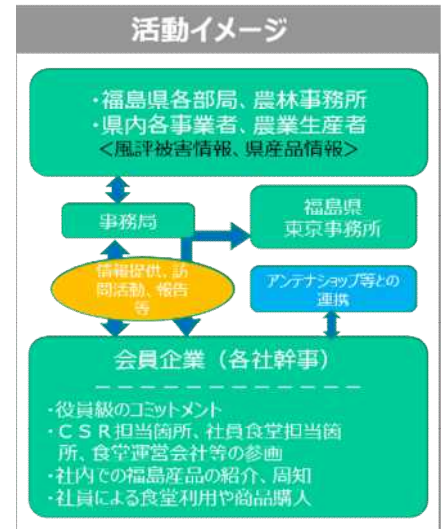 活動イメージ
・福島県各部局、農林事務所
・県内各事業者、農業生産者
<風評被害情報、県産品情報>
事務局
福島県
東京事務所
情報提供、訪
問活動、報告
等
アンテナショップ等との
連携
会員企業（各社幹事）
・役員級のコミットメント
・ＣＳＲ担当箇所、社員食堂担当箇
所、食堂運営会社等の参画
・社内での福島産品の紹介、周知
・社員による食堂利用や商品購入